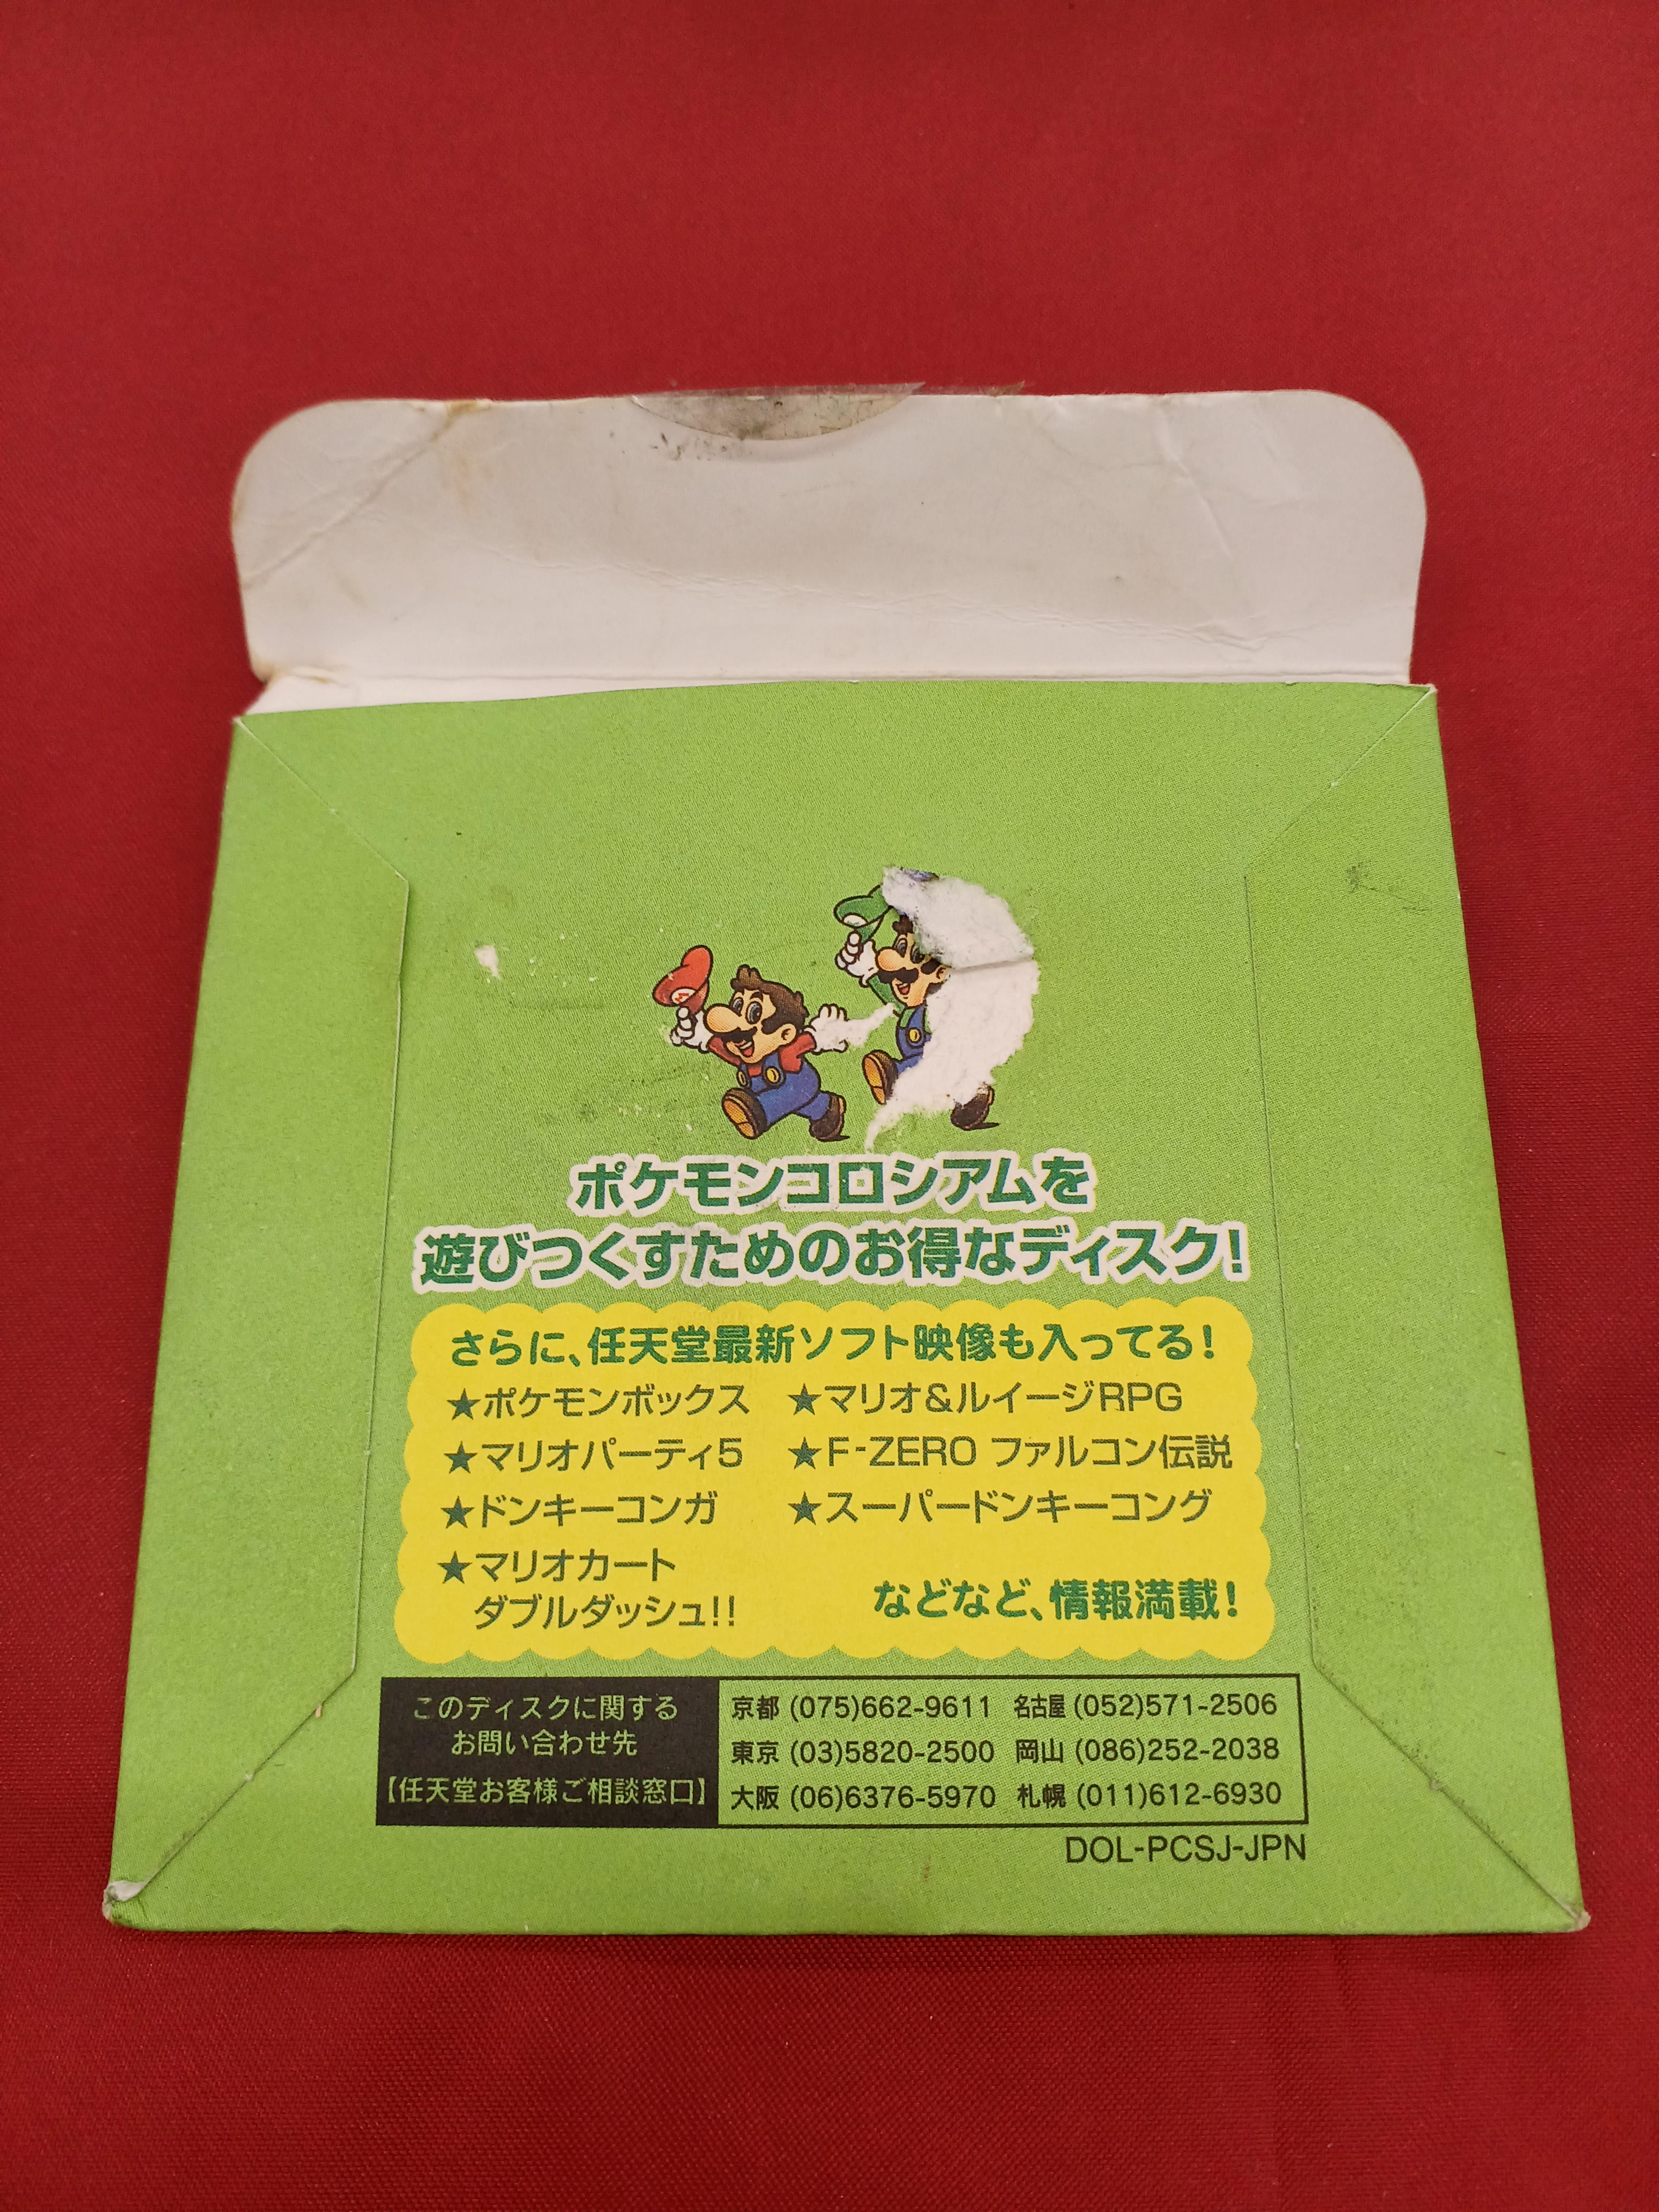 ポケモンコロシアムを
遊びつくすためのお得なディスク!
さらに、任天堂最新ソフト映像も入ってる!
★ポケモンボックス ★マリオ&ルイージRPG
★マリオパーティ5 ★F-ZERO ファルコン伝説
★ドンキーコンガ ★スーパードンキーコング
★マリオカート
ダブルダッシュ!!
などなど、情報満載!
このディスクに関する
お問い合わせ先
【任天堂お客様ご相談窓口】
京都 (075)662-9611 名古屋 (052)571-2506
東京 (03)5820-2500 岡山 (086)252-2038
大阪 (06)6376-5970 札幌 (011)612-6930
DOL-PCSJ-JPN